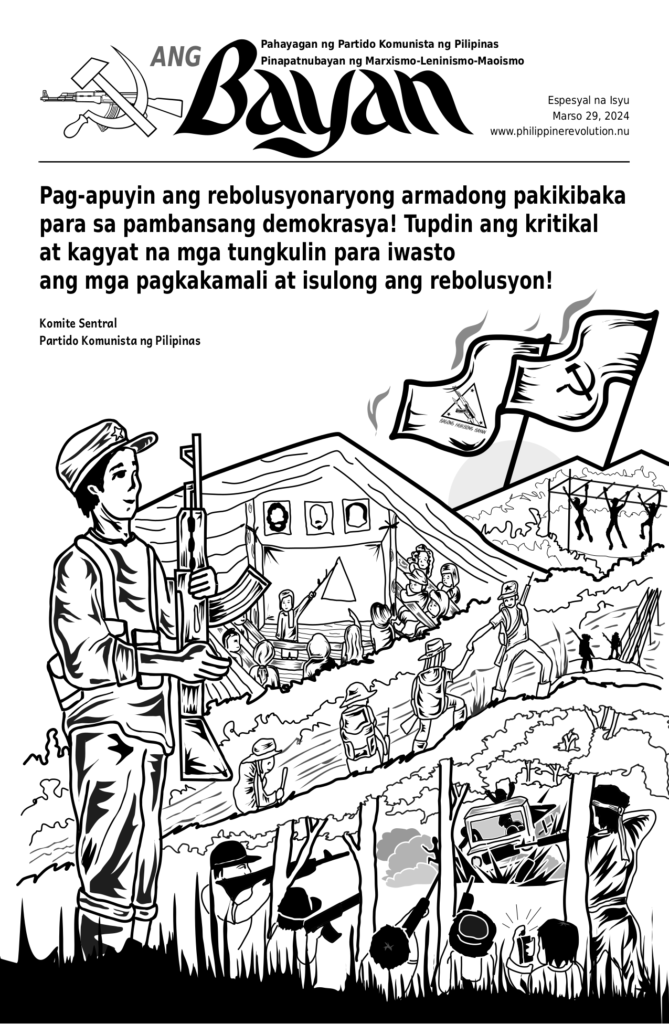 ANG
Bayan
Pahayagan ng Partido Komunista ng Pilipinas
Pinapatnubayan ng Marxismo-Leninismo-Maoismo
Espesyal na Isyu
Marso 29, 2024
www.philippinerevolution.nu
Pag-apuyin ang rebolusyonaryong armadong pakikibaka
para sa pambansang demokrasya! Tupdin ang kritikal
at kagyat na mga tungkulin para iwasto
ang mga pagkakamali at isulong ang rebolusyon!
Komite Sentral
Partido Komunista ng Pilipinas